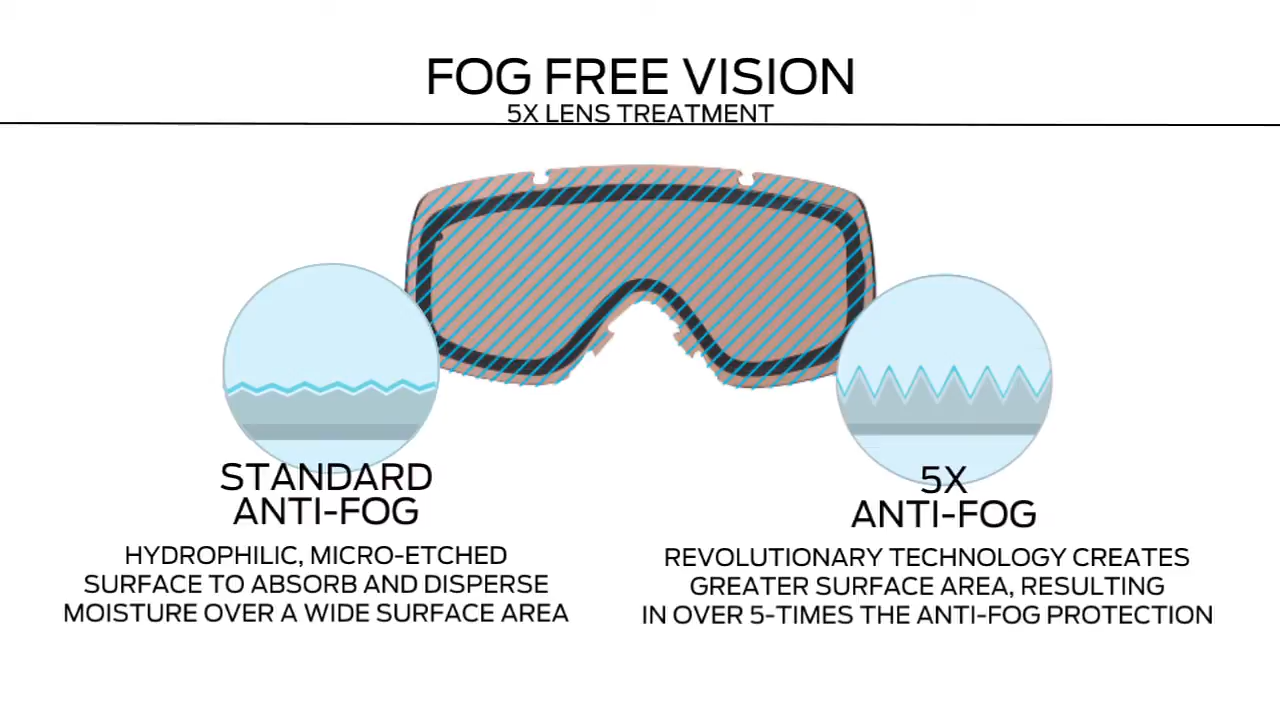 FOG FREE VISION
5X LENS TREATMENT
STANDARD
ANTI-FOG
HYDROPHILIC, MICRO-ETCHED
SURFACE TO ABSORB AND DISPERSE
MOISTURE OVER A WIDE SURFACE AREA
5X
ANTI-FOG
REVOLUTIONARY TECHNOLOGY CREATES
GREATER SURFACE AREA, RESULTING
IN OVER 5-TIMES THE ANTI-FOG PROTECTION